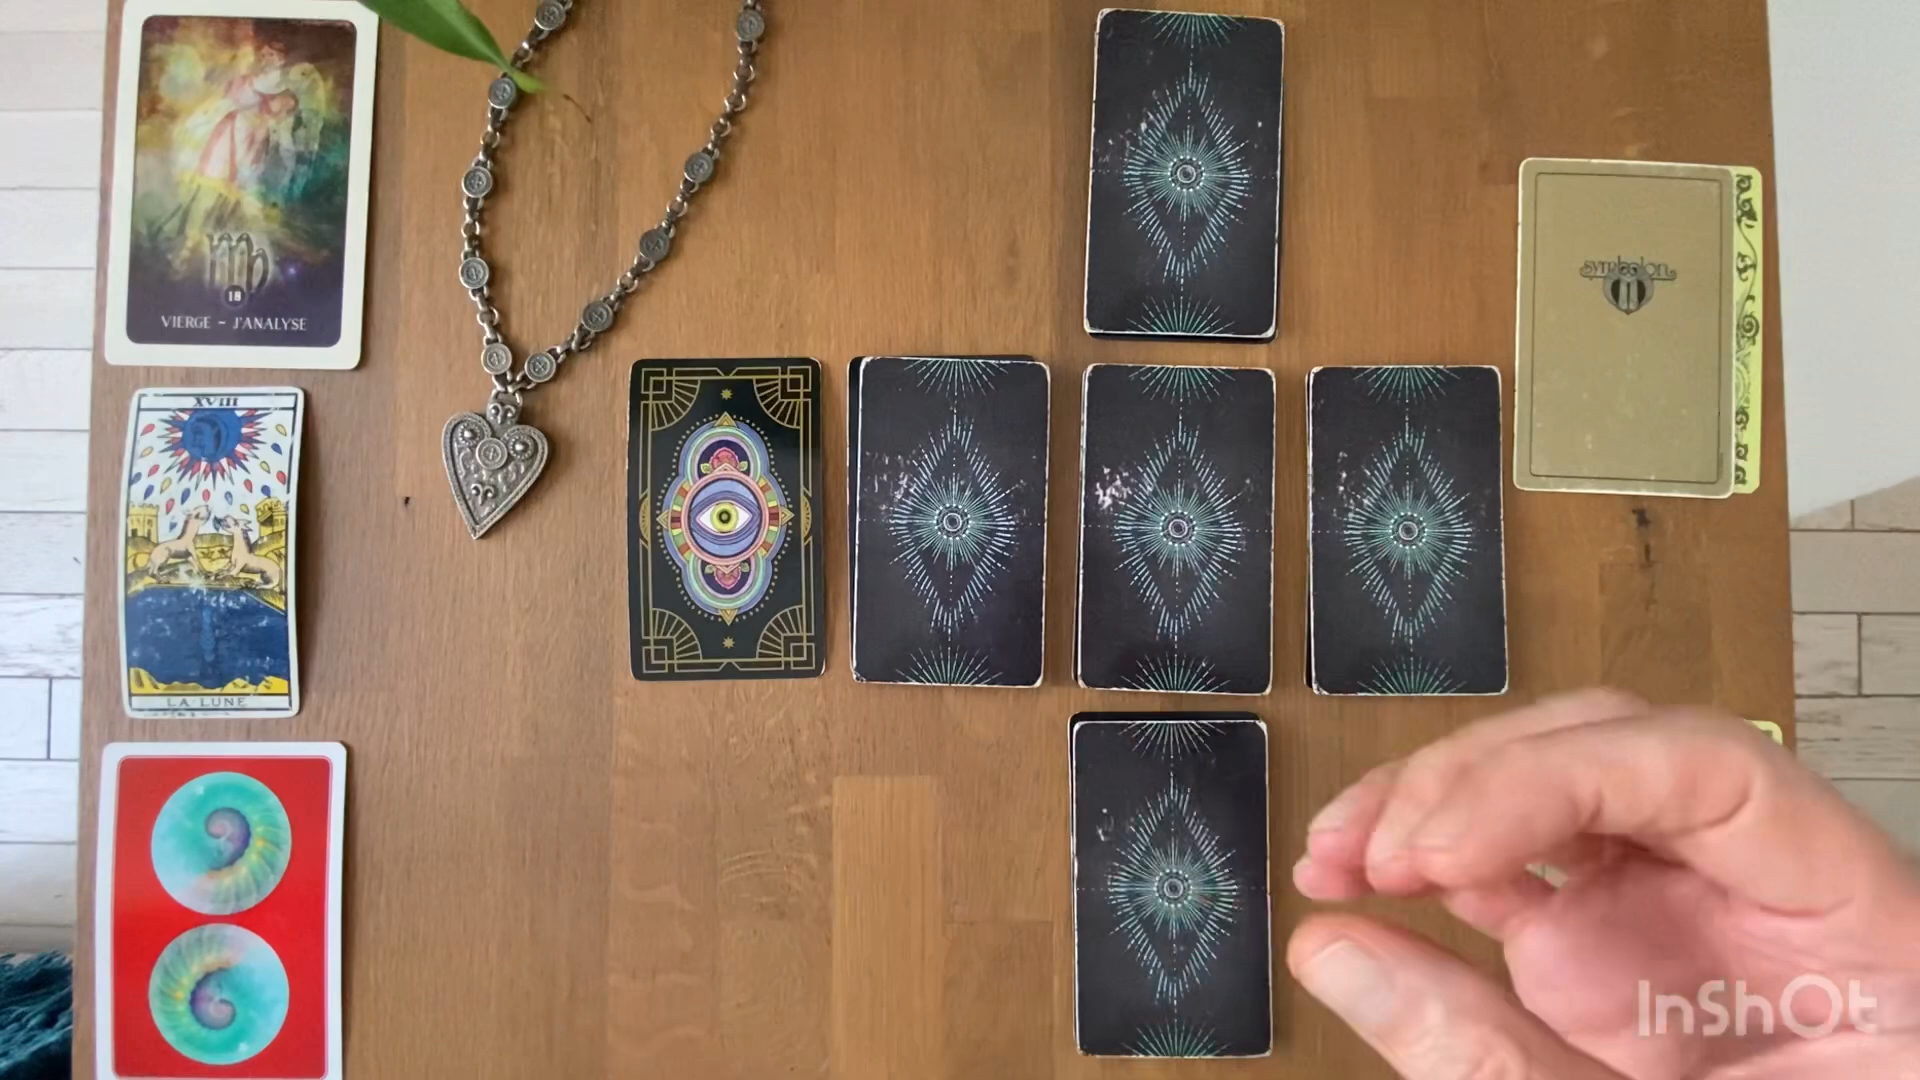 18
VIERGE – J'ANALYSE
XVIII
LA LUNE
symbolon
InShOt